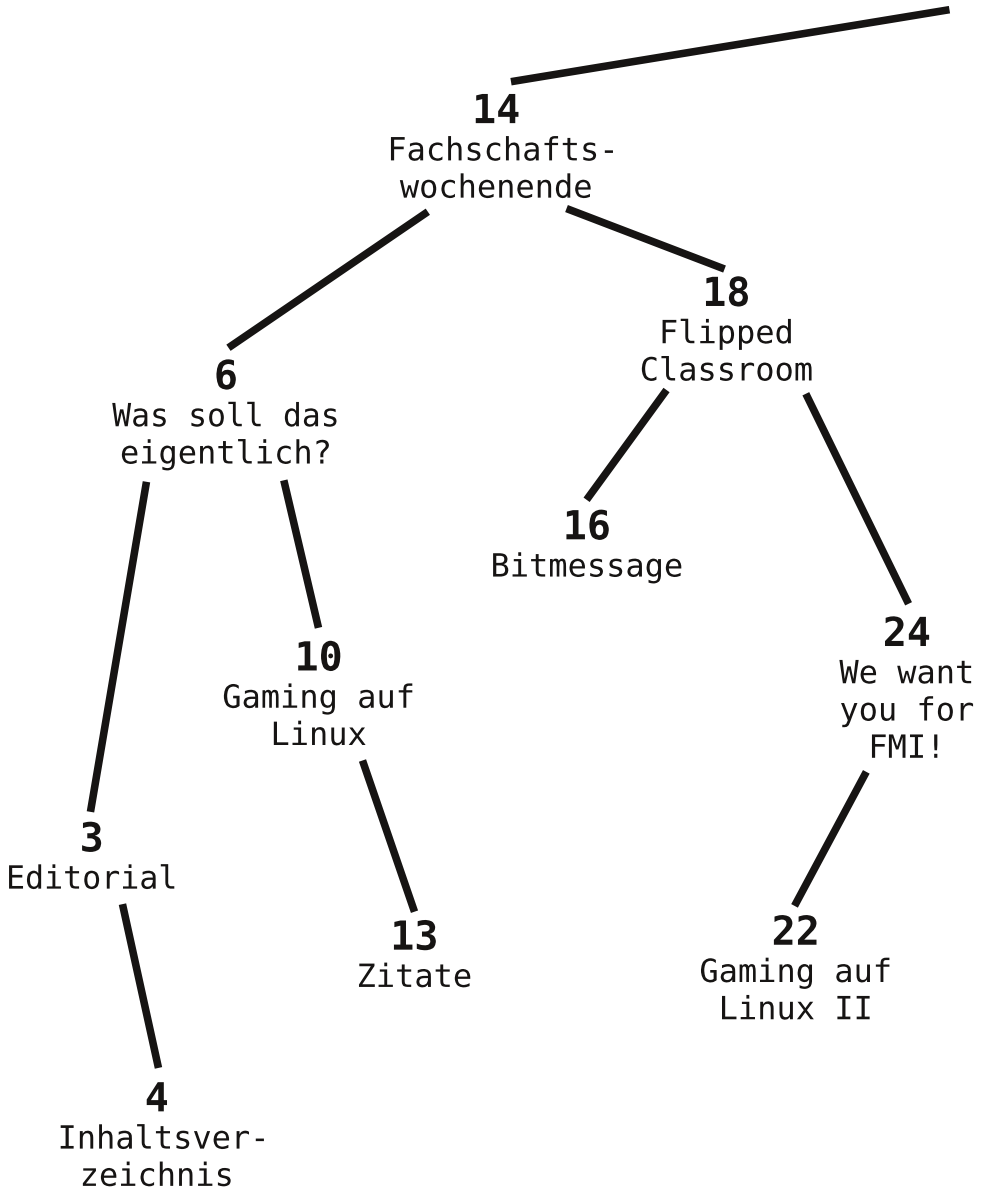 14
Fachschafts-
wochenende
18
Flipped
Classroom
6
Was soll das
eigentlich?
16
Bitmessage
24
We want
you for
FMI!
10
Gaming auf
Linux
3
Editorial
13
Zitate
22
Gaming auf
Linux II
4
Inhaltsver-
zeichnis